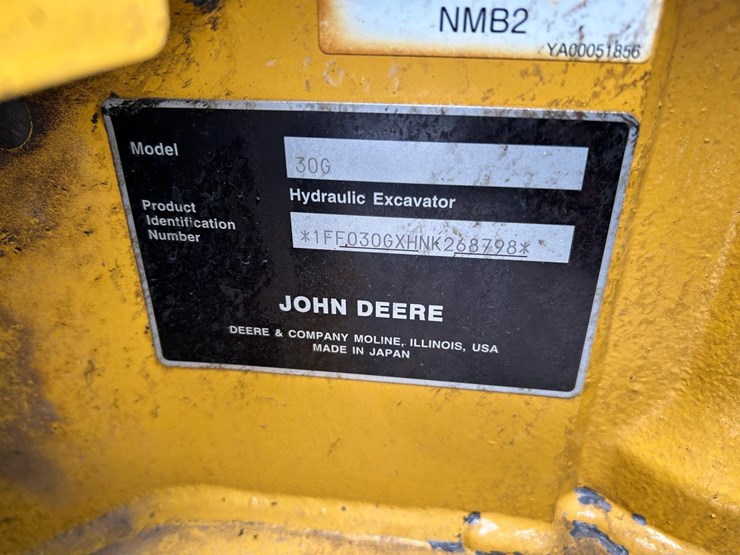 NMB2
YA00051856
Model
30G
Hydraulic Excavator
Product
Identification
Number
*1FF030GXHNK268798*
JOHN DEERE
DEERE & COMPANY MOLINE, ILLINOIS, USA
MADE IN JAPAN